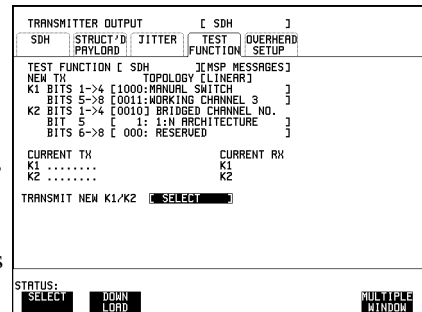 TRANSMITTER OUTPUT [ SDH ]
SDH STRUCT'D PAYLOAD JITTER TEST FUNCTION OVERHEAD SETUP
TEST FUNCTION [ SDH ][MSP MESSAGES]
NEW TX TOPOLOGY [LINEAR]
K1 BITS 1->4 [1000:MANUAL SWITCH ]
BITS 5->8 [0011:WORKING CHANNEL 3 ]
K2 BITS 1->4 [0010] BRIDGED CHANNEL NO.
BIT 5 [ 1: 1:N ARCHITECTURE ]
BITS 6->8 [ 000: RESERVED ]
CURRENT TX CURRENT RX
K1 ........ K1
K2 ........ K2
TRANSMIT NEW K1/K2 [ SELECT ]
STATUS:
SELECT DOWN LOAD MULTIPLE WINDOW